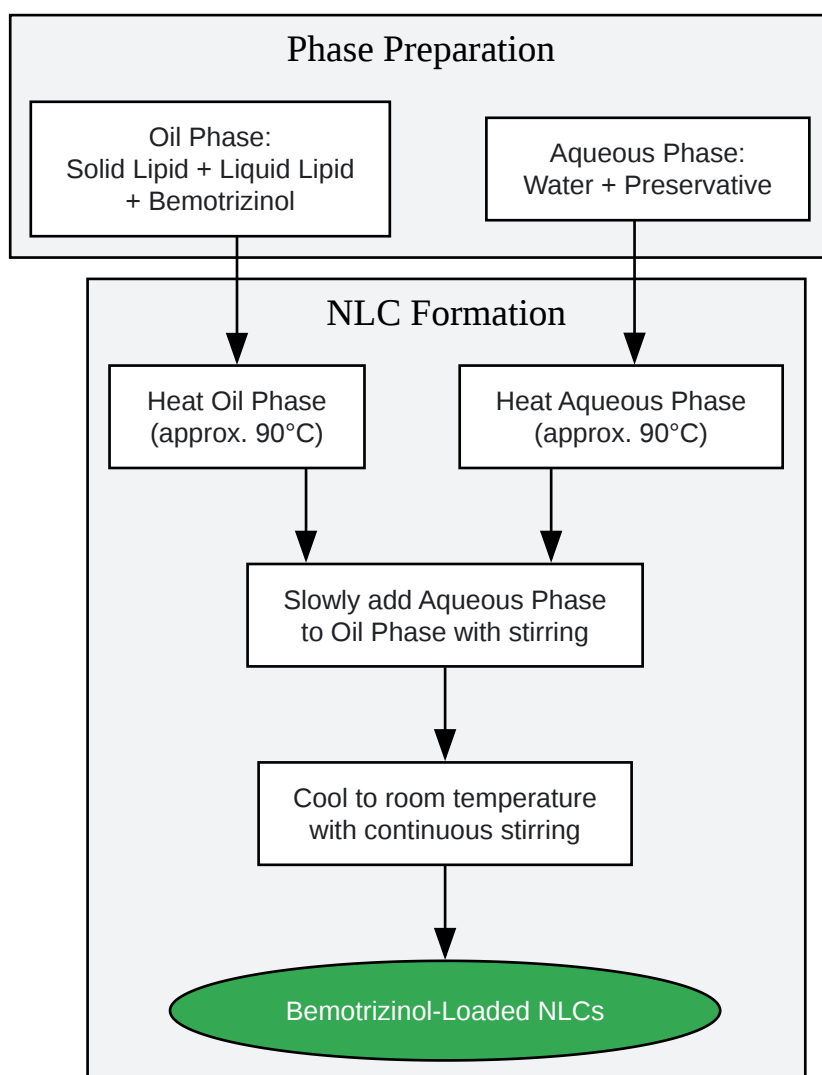 Phase Preparation
Oil Phase:
Solid Lipid + Liquid Lipid
+ Bemotrizinol
Aqueous Phase:
Water + Preservative
NLC Formation
Heat Oil Phase
(approx. 90°C)
Heat Aqueous Phase
(approx. 90°C)
Slowly add Aqueous Phase
to Oil Phase with stirring
Cool to room temperature
with continuous stirring
Bemotrizinol-Loaded NLCs